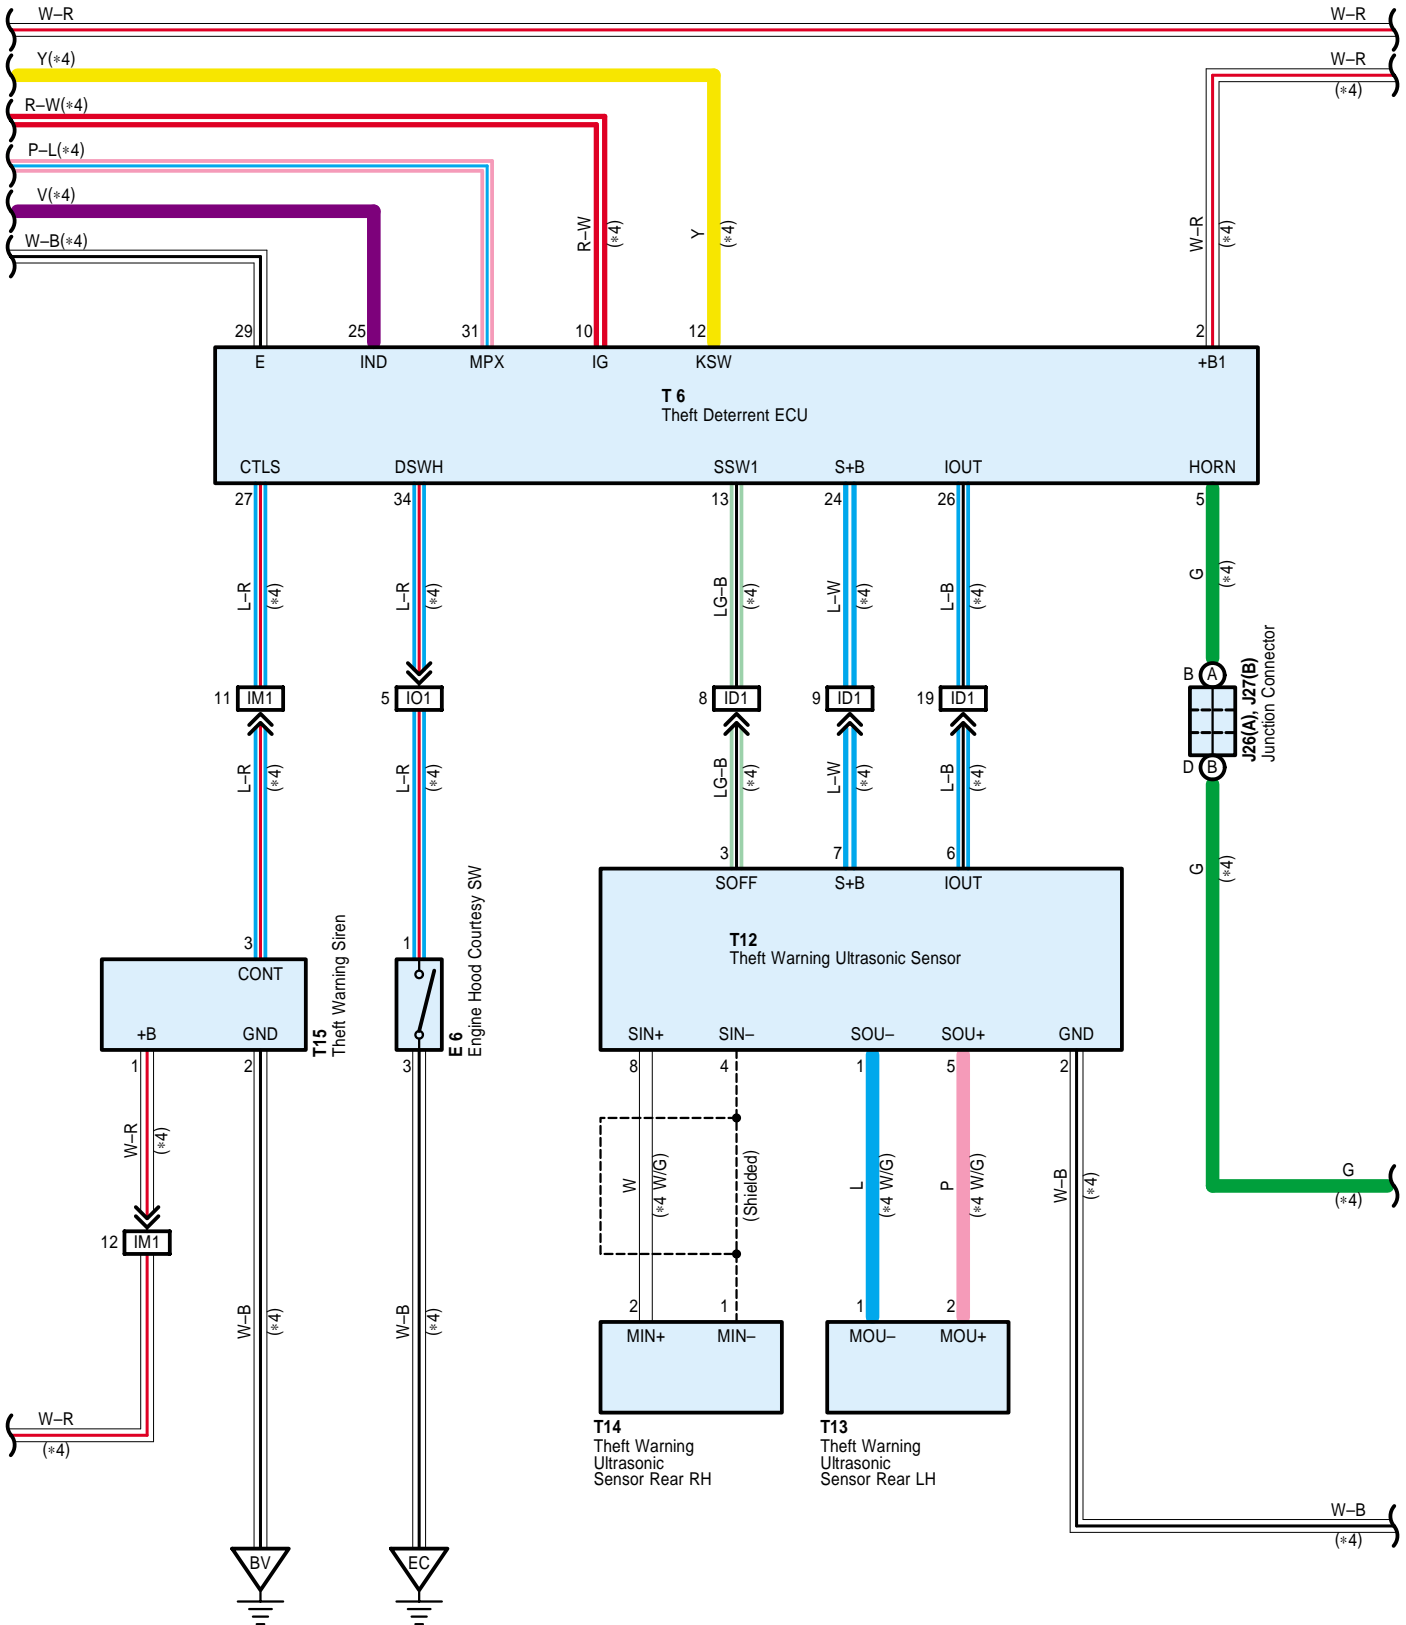 W–R
W–R
Y(∗4)
W–R
(∗4)
R–W(∗4)
P–L(∗4)
V(∗4)
W–B(∗4)
R–W
(∗4)
Y
(∗4)
W–R
(∗4)
29
25
31
10
12
2
E
IND
MPX
IG
KSW
+B1
T 6
Theft Deterrent ECU
CTLS
DSWH
SSW1
S+B
IOUT
HORN
27
34
13
24
26
5
L–R
(∗4)
L–R
(∗4)
LG–B
(∗4)
L–W
(∗4)
L–B
(∗4)
G
(∗4)
11
IM1
5
IO1
8
ID1
9
ID1
19
ID1
B
A
D
B
J26(A), J27(B)
Junction Connector
L–R
(∗4)
L–R
(∗4)
LG–B
(∗4)
L–W
(∗4)
L–B
(∗4)
G
(∗4)
3
7
6
SOFF
S+B
IOUT
T12
Theft Warning Ultrasonic Sensor
SIN+
SIN–
SOU–
SOU+
GND
8
4
1
5
2
3
CONT
+B
GND
T15
Theft Warning Siren
1
2
1
E 6
Engine Hood Courtesy SW
3
W–R
(∗4)
12
IM1
W
(∗4 W/G)
(Shielded)
L
(∗4 W/G)
P
(∗4 W/G)
W–B
(∗4)
G
(∗4)
W–B
(∗4)
W–B
(∗4)
2
1
1
2
MIN+
MIN–
MOU–
MOU+
T14
Theft Warning
Ultrasonic
Sensor Rear RH
T13
Theft Warning
Ultrasonic
Sensor Rear LH
W–R
(∗4)
W–B
(∗4)
BV
EC